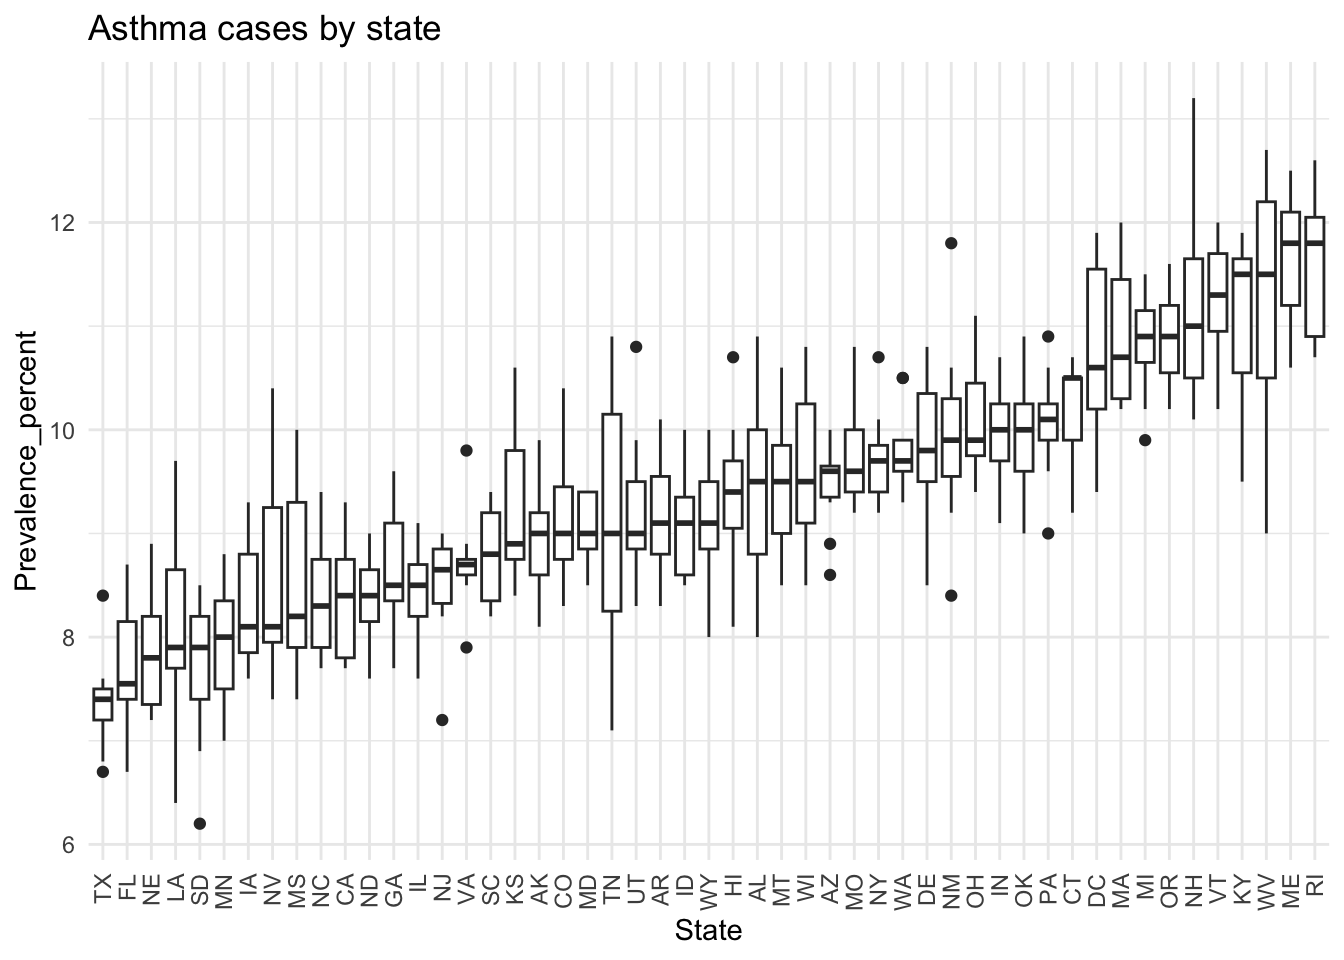 Asthma cases by state
Prevalence_percent
12
10
8
6
TX FL NE LA SD MN IA NV MS NC CA ND GA IL NJ VA SC KS AK CO MD TN UT AR ID WY HI AL MT WI AZ MO NY WA DE NM OH IN OK PA CT DC MA MI OR NH VT KY WV ME RI
State